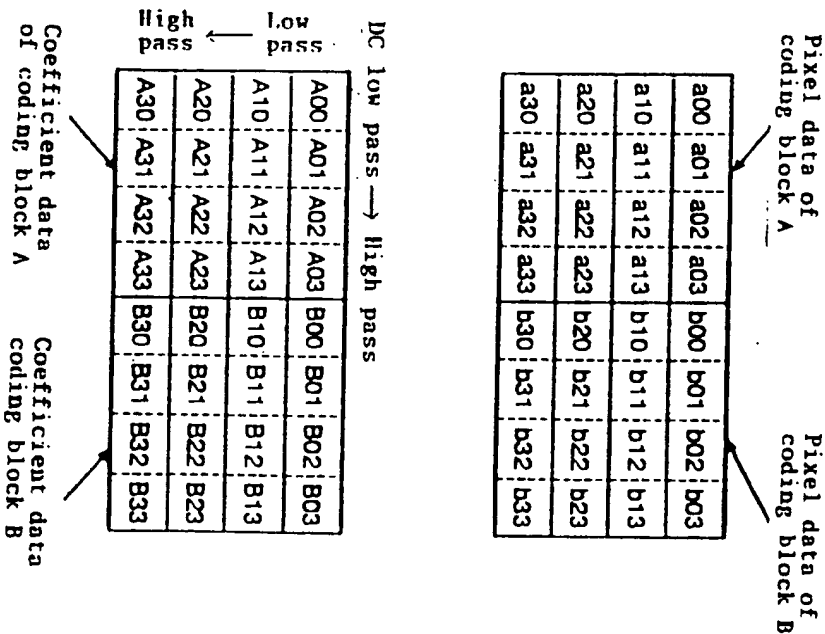 Pixel data of
coding block A
Pixel data of
coding block B
a00 a01 a02 a03 b00 b01 b02 b03
a10 a11 a12 a13 b10 b11 b12 b13
a20 a21 a22 a23 b20 b21 b22 b23
a30 a31 a32 a33 b30 b31 b32 b33
DC low pass → High pass
Low
pass
High
pass
A00 A01 A02 A03 B00 B01 B02 B03
A10 A11 A12 A13 B10 B11 B12 B13
A20 A21 A22 A23 B20 B21 B22 B23
A30 A31 A32 A33 B30 B31 B32 B33
Coefficient data
of coding block A
Coefficient data
coding block B